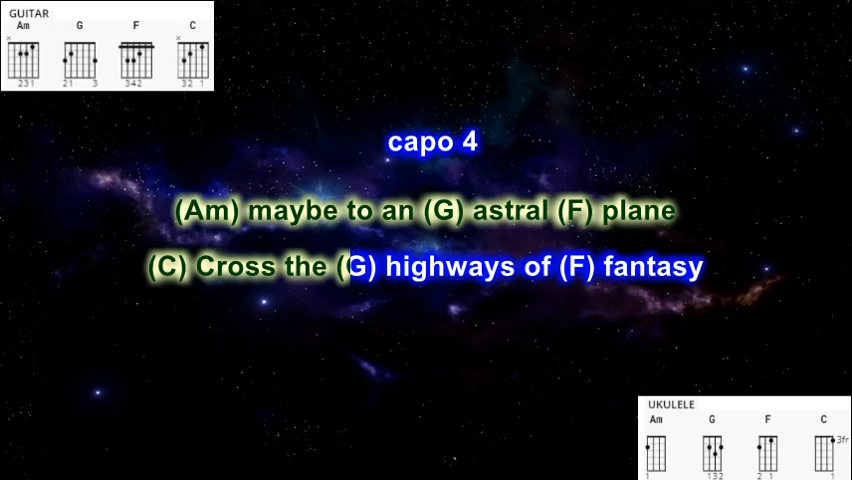 GUITAR
Am G F C
x x
231 21 3 342 32 1
capo 4
(Am) maybe to an (G) astral (F) plane
(C) Cross the (G) highways of (F) fantasy
UKULELE
Am G F C
3fr
1 132 2 1 1